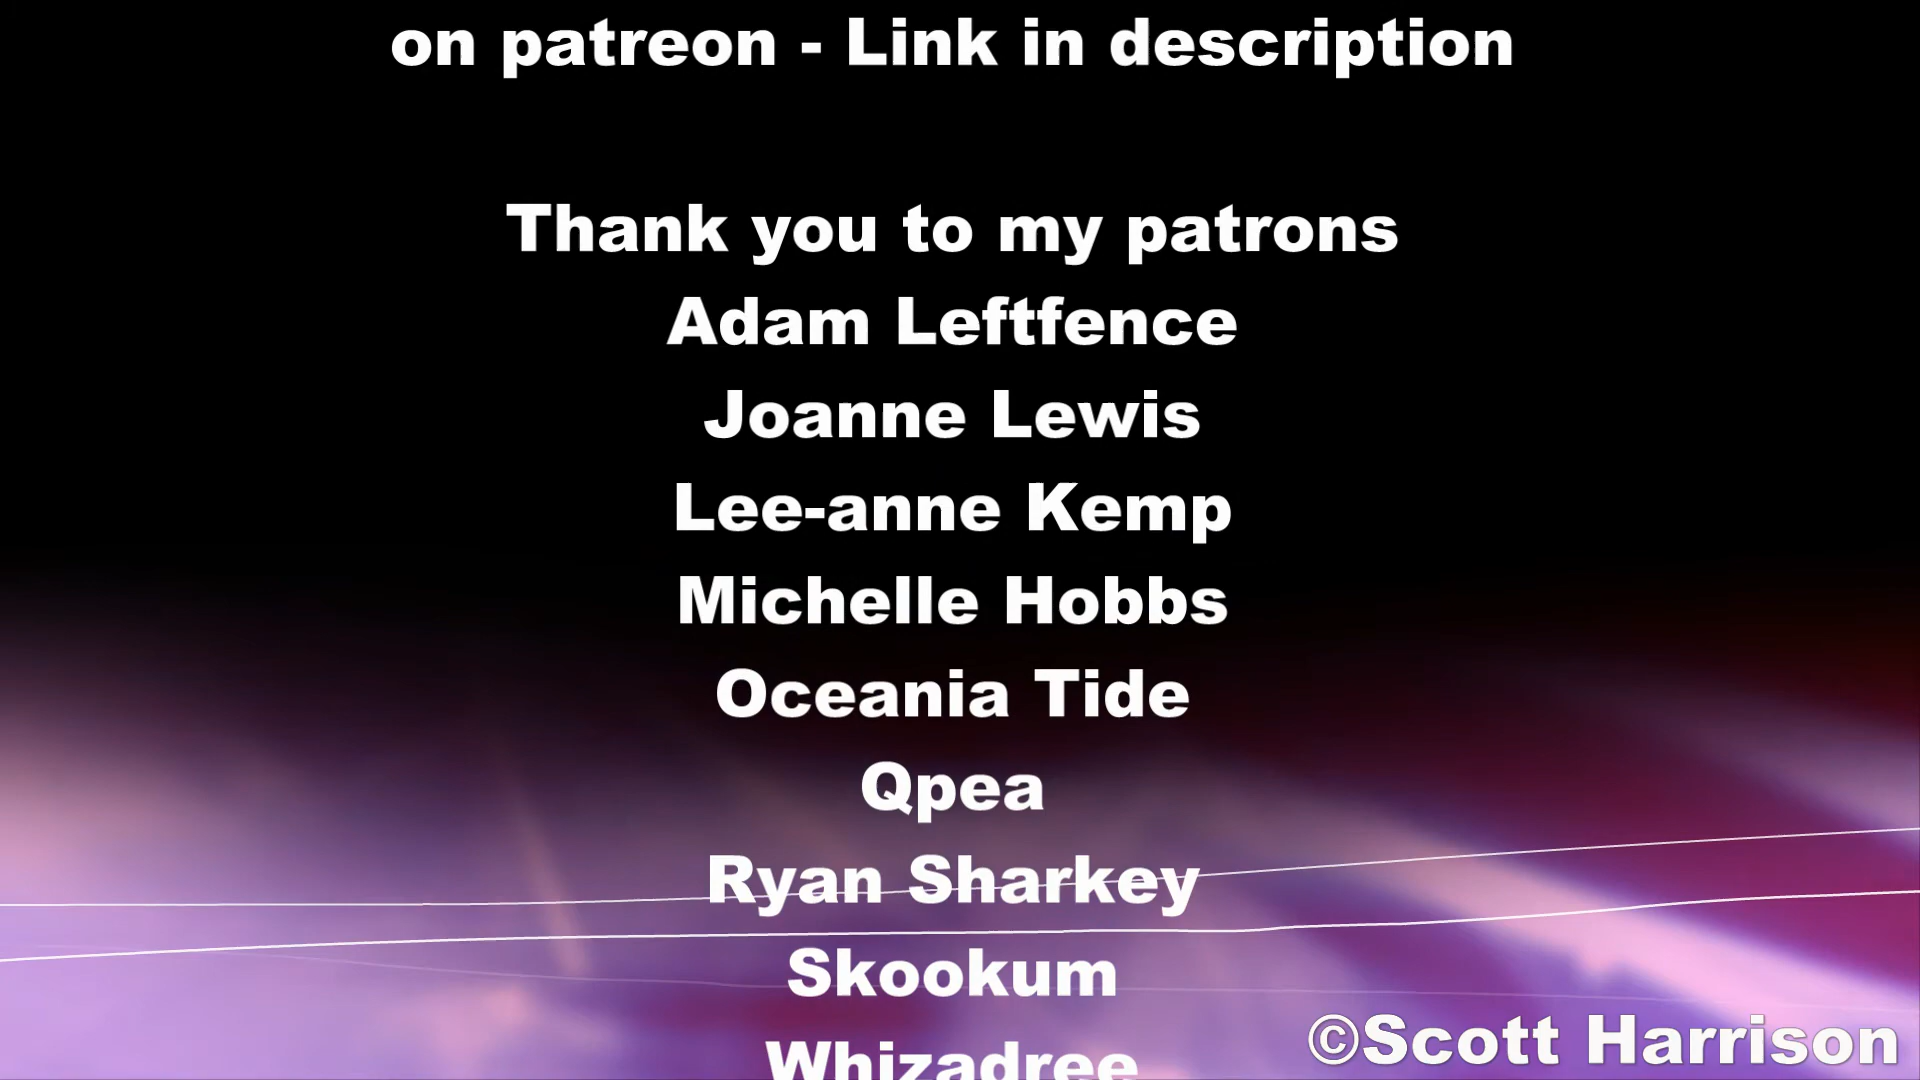 on patreon - Link in description
Thank you to my patrons
Adam Leftfence
Joanne Lewis
Lee-anne Kemp
Michelle Hobbs
Oceania Tide
Qpea
Ryan Sharkey
Skookum
Whizadree
©Scott Harrison